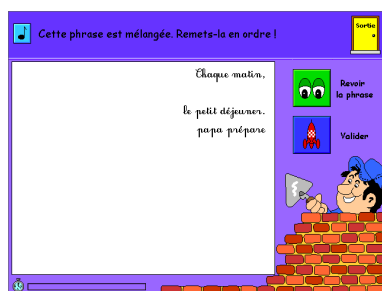 Sortie
Cette phrase est mélangée. Remets-la en ordre !
Chaque matin,
le petit déjeuner.
papa prépare
Revoir
la phrase
Valider